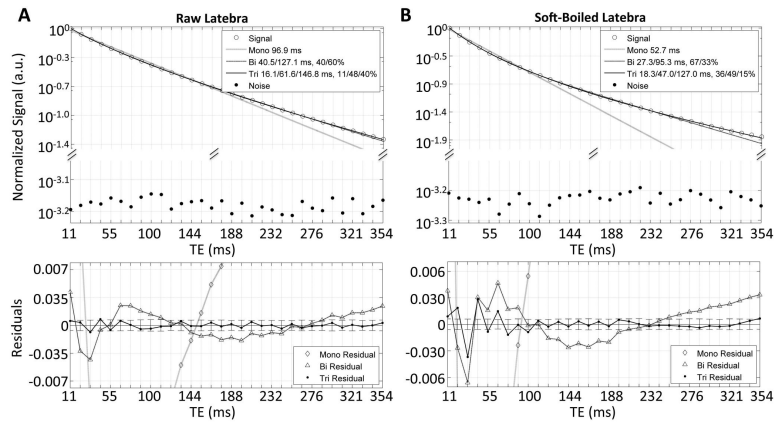 A
Raw Latebra
Normalized Signal (a.u.)
10^0
10^-0.3
10^-0.7
10^-1.0
10^-1.4
10^-3.1
10^-3.2
Signal
Mono 96.9 ms
Bi 40.5/127.1 ms, 40/60%
Tri 16.1/61.6/146.8 ms, 11/48/40%
Noise
11 55 100 144 188 232 276 315 354
TE (ms)
Residuals
0.007
0.035
0
-0.035
-0.007
Mono Residual
Bi Residual
Tri Residual
11 55 100 144 188 232 276 315 354
TE (ms)
B
Soft-Boiled Latebra
10^0
10^-0.5
10^-0.9
10^-1.5
10^-1.9
10^-3.2
10^-3.3
Signal
Mono 52.7 ms
Bi 27.3/95.3 ms, 67/33%
Tri 18.3/47.0/127.0 ms, 36/49/15%
Noise
11 55 100 144 188 232 276 315 354
TE (ms)
0.006
0.030
0
-0.030
-0.006
Mono Residual
Bi Residual
Tri Residual
11 55 100 144 188 232 276 315 354
TE (ms)